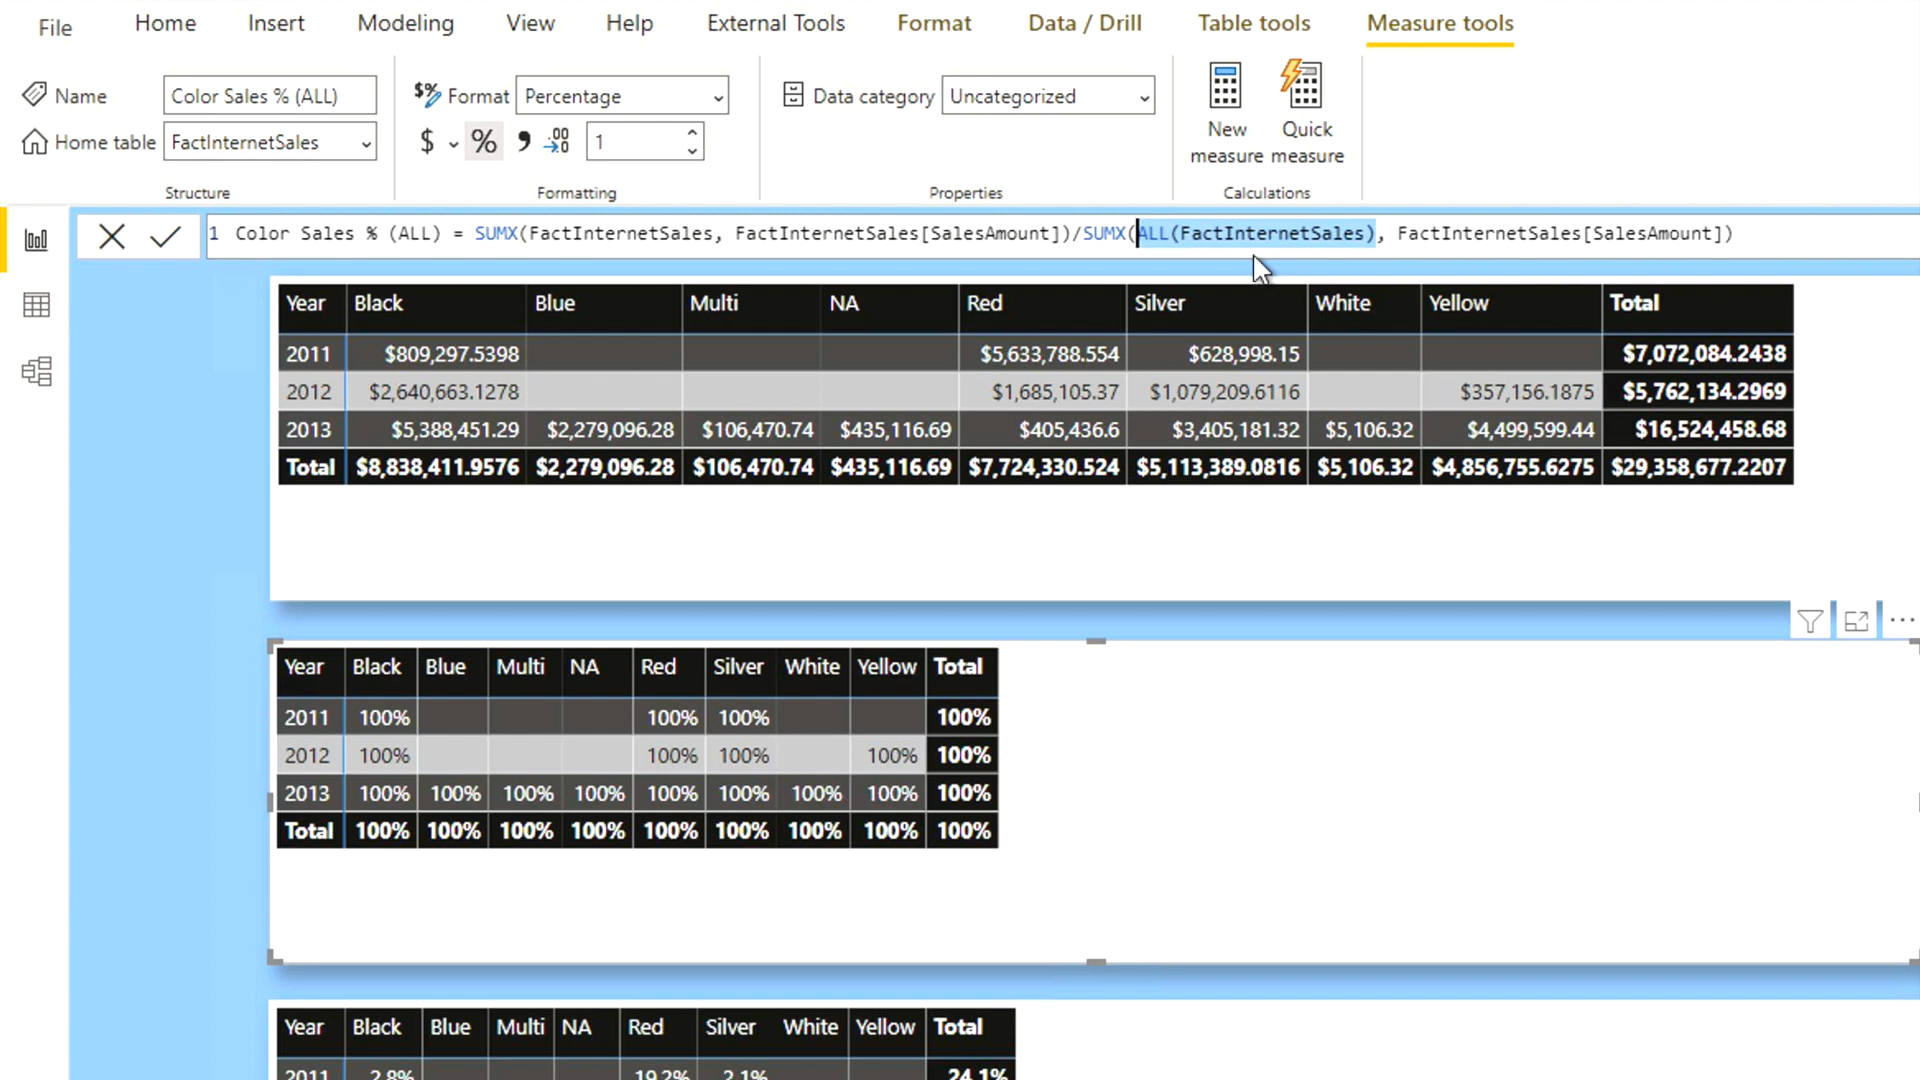 File Home Insert Modeling View Help External Tools Format Data / Drill Table tools Measure tools
Name Color Sales % (ALL) $% Format Percentage Data category Uncategorized
Home table FactInternetSales $ % , .00 →.0 1
New measure
Quick measure
Structure Formatting Properties Calculations
1 Color Sales % (ALL) = SUMX(FactInternetSales, FactInternetSales[SalesAmount])/SUMX(ALL(FactInternetSales), FactInternetSales[SalesAmount])
Year Black Blue Multi NA Red Silver White Yellow Total
2011 $809,297.5398 $5,633,788.554 $628,998.15 $7,072,084.2438
2012 $2,640,663.1278 $1,685,105.37 $1,079,209.6116 $357,156.1875 $5,762,134.2969
2013 $5,388,451.29 $2,279,096.28 $106,470.74 $435,116.69 $405,436.6 $3,405,181.32 $5,106.32 $4,499,599.44 $16,524,458.68
Total $8,838,411.9576 $2,279,096.28 $106,470.74 $435,116.69 $7,724,330.524 $5,113,389.0816 $5,106.32 $4,856,755.6275 $29,358,677.2207
Year Black Blue Multi NA Red Silver White Yellow Total
2011 100% 100% 100% 100%
2012 100% 100% 100% 100% 100%
2013 100% 100% 100% 100% 100% 100% 100% 100% 100%
Total 100% 100% 100% 100% 100% 100% 100% 100% 100%
Year Black Blue Multi NA Red Silver White Yellow Total
2011 2.8% 19.2% 2.1% 24.1%